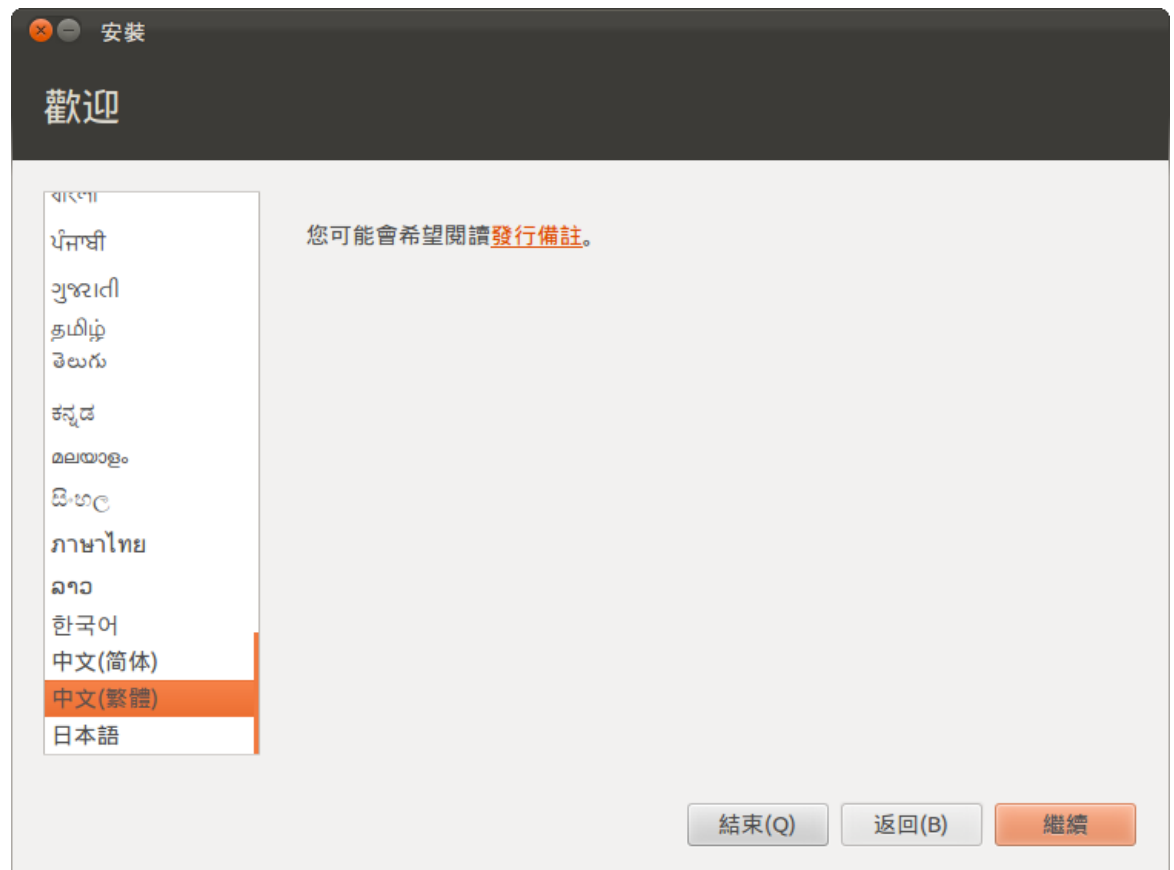 安裝
歡迎
ਪੰਜਾਬੀ
ગુજરાતી
தமிழ்
తెలుగు
ಕನ್ನಡ
മലയാളം
සිංහල
ภาษาไทย
ລາວ
한국어
中文(简体)
中文(繁體)
日本語
您可能會希望閱讀發行備註。
結束(Q)
返回(B)
繼續